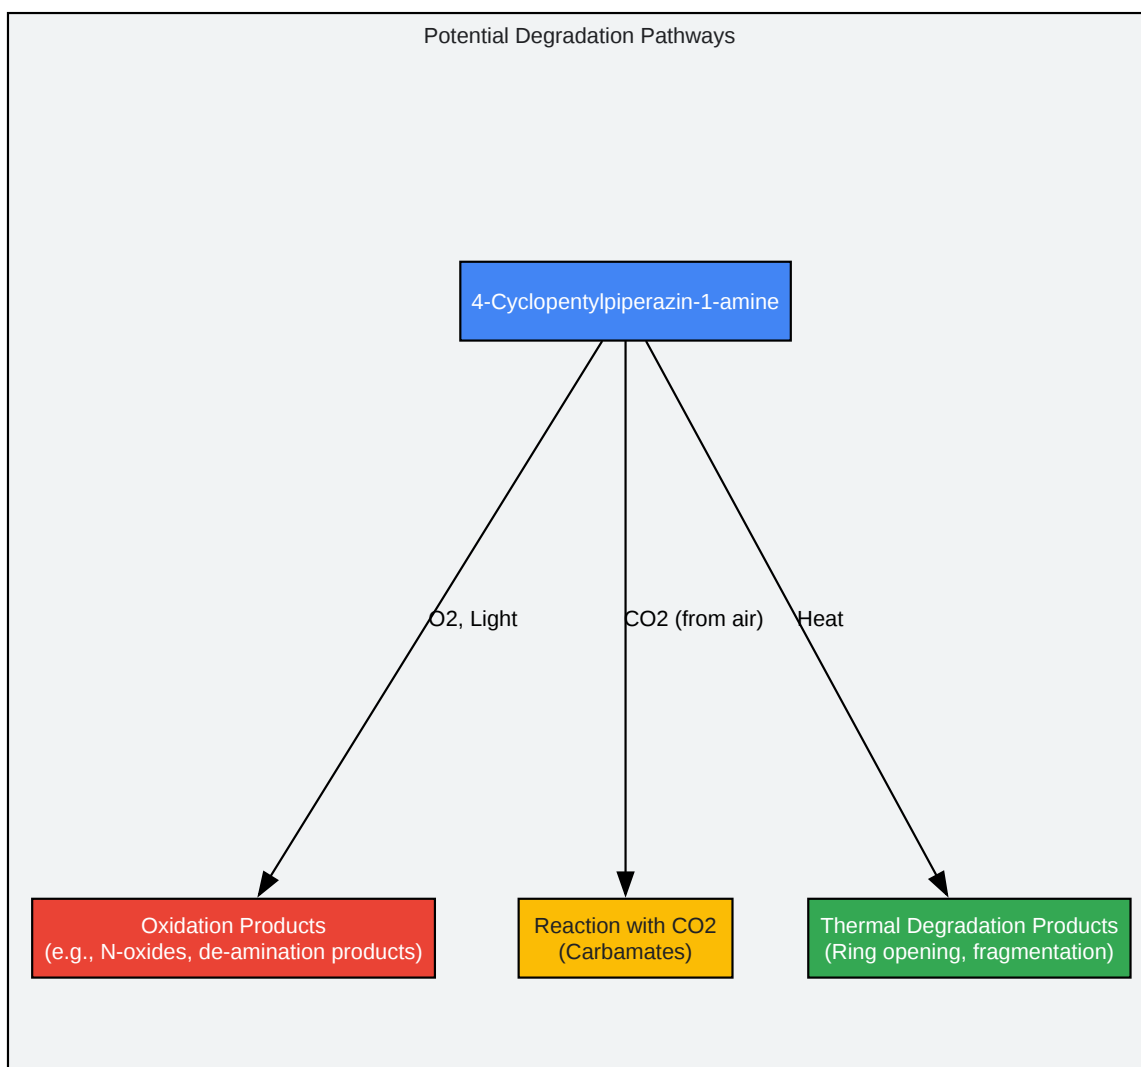 Potential Degradation Pathways
4-Cyclopentylpiperazin-1-amine
O2, Light
CO2 (from air)
Heat
Oxidation Products
(e.g., N-oxides, de-amination products)
Reaction with CO2
(Carbamates)
Thermal Degradation Products
(Ring opening, fragmentation)